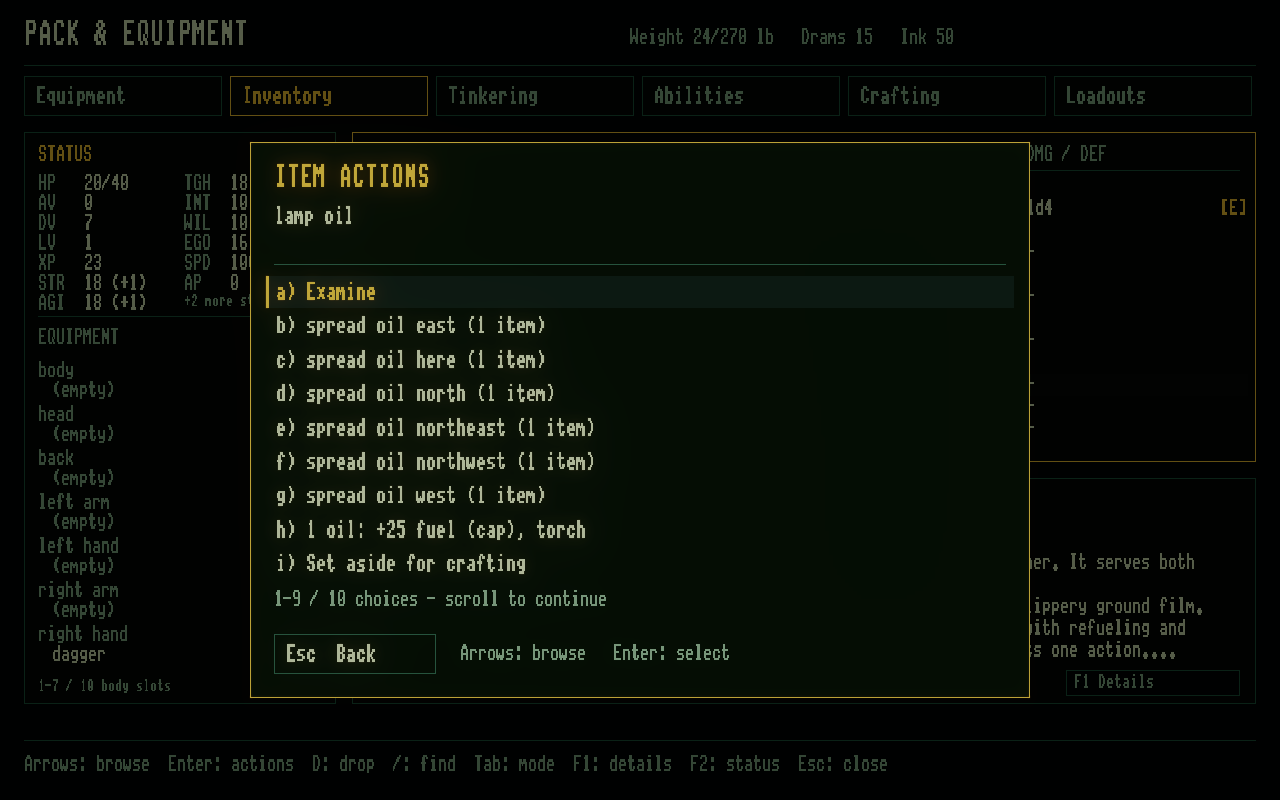 PACK & EQUIPMENT
Weight 24/270 lb   Drams 15   Ink 50
Equipment   Inventory   Tinkering   Abilities   Crafting   Loadouts
STATUS
HP 20/40   TGH 18
AV 0   INT 10
DV 7   WIL 10
LV 1   EGO 16
XP 23   SPD
STR 18 (+1)   AP 0
AGI 18 (+1)   +2 more
EQUIPMENT
body
(empty)
head
(empty)
back
(empty)
left arm
(empty)
left hand
(empty)
right arm
(empty)
right hand
dagger
1-7 / 10 body slots
ITEM ACTIONS
lamp oil
a) Examine
b) spread oil east (1 item)
c) spread oil here (1 item)
d) spread oil north (1 item)
e) spread oil northeast (1 item)
f) spread oil northwest (1 item)
g) spread oil west (1 item)
h) 1 oil: +25 fuel (cap), torch
i) Set aside for crafting
1-9 / 10 choices - scroll to continue
Esc Back   Arrows: browse   Enter: select
DMG / DEF
[E]
It serves both
ground film.
refueling and
one action....
F1 Details
Arrows: browse   Enter: actions   D: drop   /: find   Tab: mode   F1: details   F2: status   Esc: close